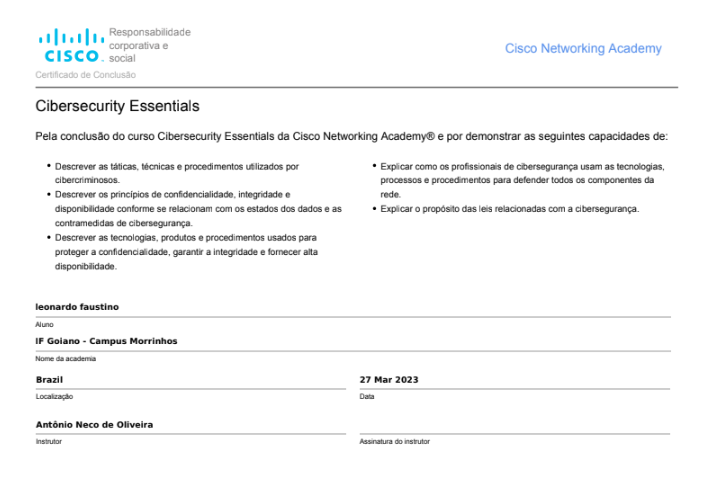 Responsabilidade
corporativa e
social
CISCO.
Certificado de Conclusão
Cisco Networking Academy
Cibersecurity Essentials
Pela conclusão do curso Cibersecurity Essentials da Cisco Networking Academy® e por demonstrar as seguintes capacidades de:
• Descrever as táticas, técnicas e procedimentos utilizados por
cibercriminosos.
• Descrever os princípios de confidencialidade, integridade e
disponibilidade conforme se relacionam com os estados dos dados e as
contramedidas de cibersegurança.
• Descrever as tecnologias, produtos e procedimentos usados para
proteger a confidencialidade, garantir a integridade e fornecer alta
disponibilidade.
• Explicar como os profissionais de cibersegurança usam as tecnologias,
processos e procedimentos para defender todos os componentes da
rede.
• Explicar o propósito das leis relacionadas com a cibersegurança.
leonardo faustino
Aluno
IF Goiano - Campus Morrinhos
Nome da academia
Brazil
Localização
27 Mar 2023
Data
Antônio Neco de Oliveira
Instrutor
Assinatura do instrutor